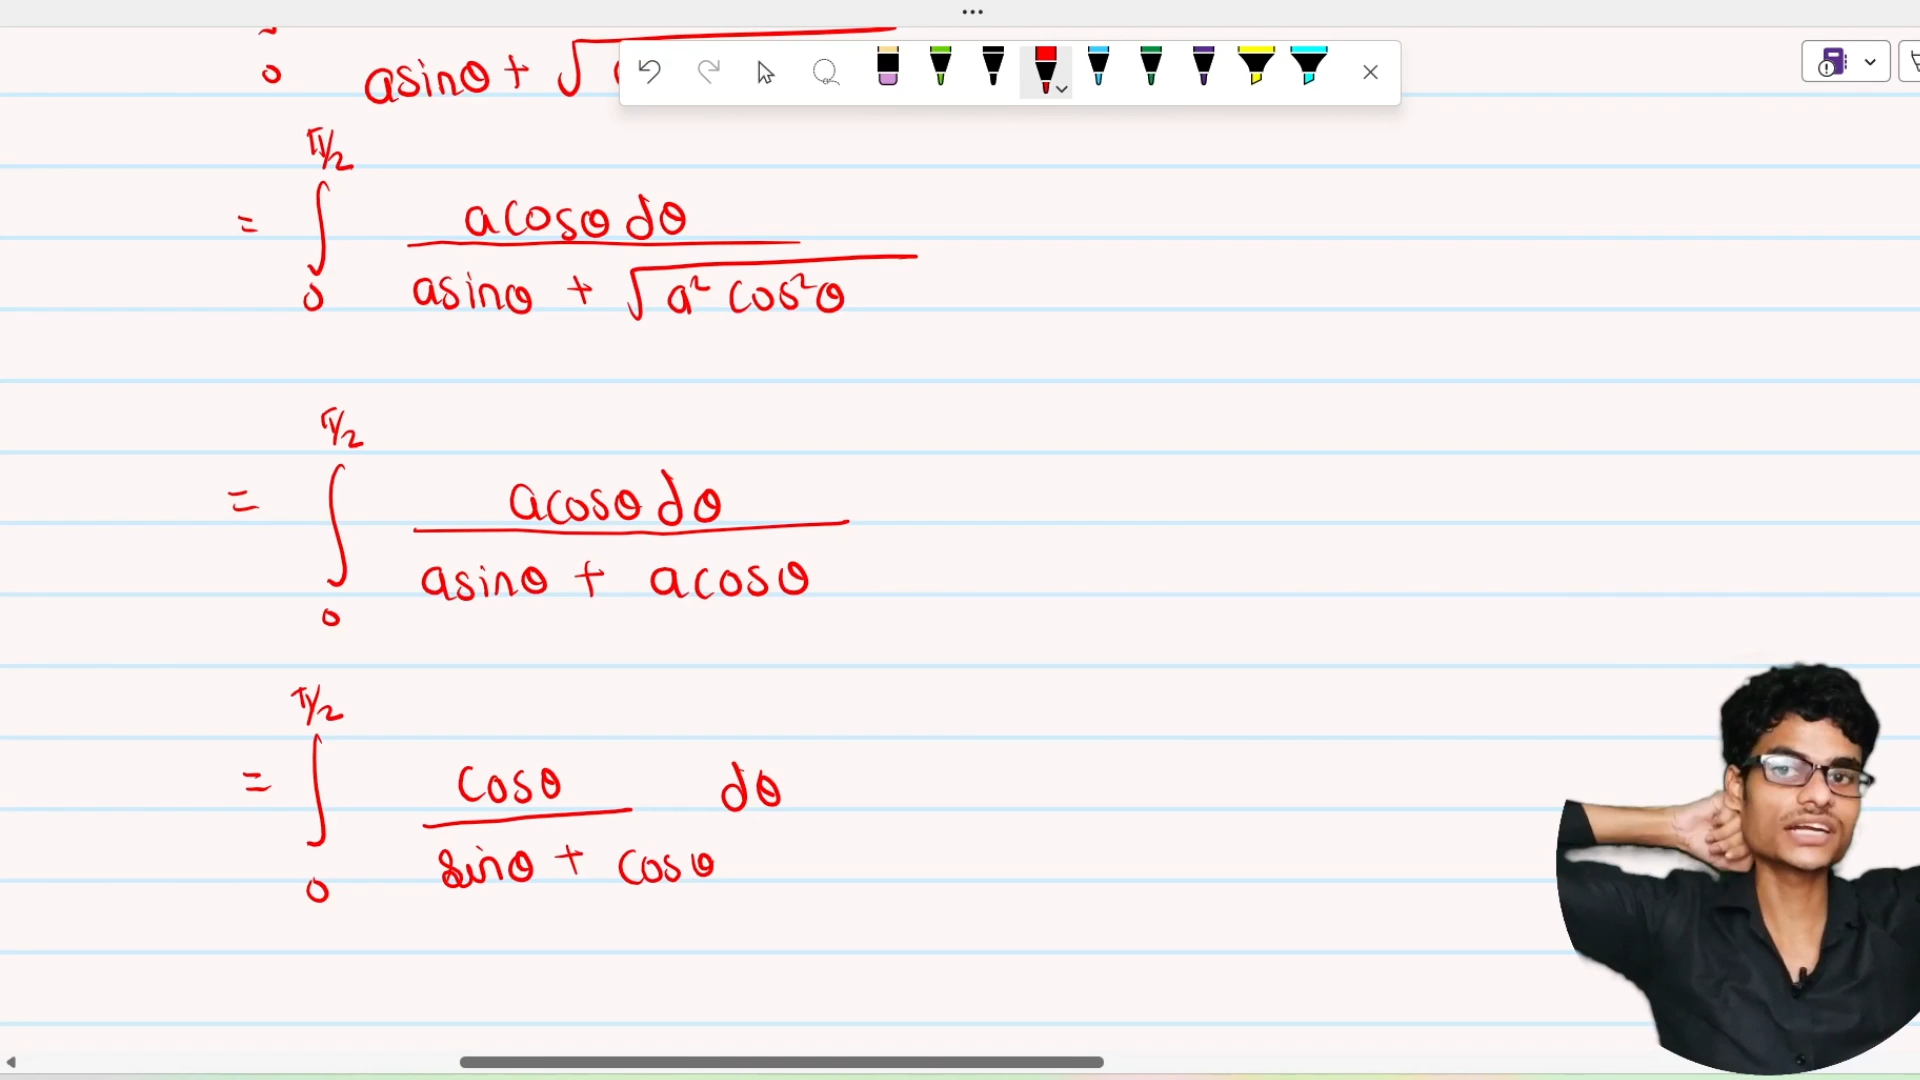 0 asinθ + √
= ∫₀^(π/2) acosθ dθ / (asinθ + √(a² cos²θ))
= ∫₀^(π/2) acosθ dθ / (asinθ + acosθ)
= ∫₀^(π/2) cosθ / (sinθ + cosθ) dθ